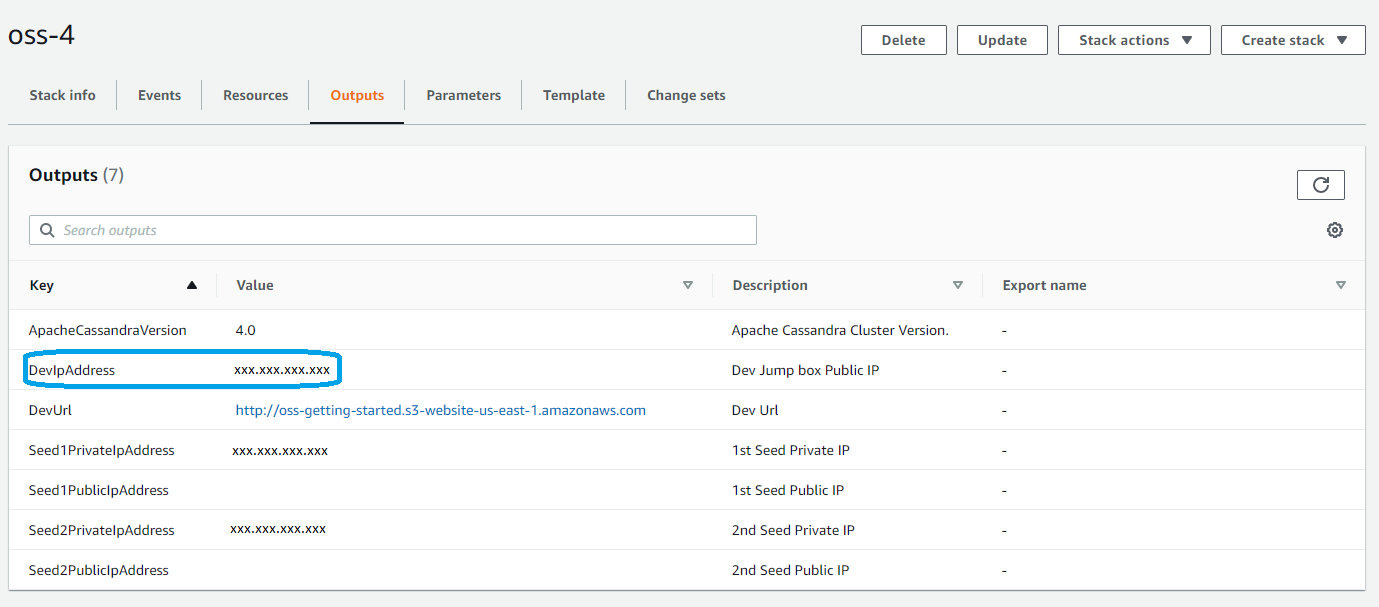 oss-4
Delete Update Stack actions Create stack
Stack info Events Resources Outputs Parameters Template Change sets
Outputs (7)
Search outputs
Key Value Description Export name
ApacheCassandraVersion 4.0 Apache Cassandra Cluster Version. -
DevIpAddress xxx.xxx.xxx.xxx Dev Jump box Public IP -
DevUrl http://oss-getting-started.s3-website-us-east-1.amazonaws.com Dev Url -
Seed1PrivateIpAddress xxx.xxx.xxx.xxx 1st Seed Private IP -
Seed1PublicIpAddress 1st Seed Public IP -
Seed2PrivateIpAddress xxx.xxx.xxx.xxx 2nd Seed Private IP -
Seed2PublicIpAddress 2nd Seed Public IP -